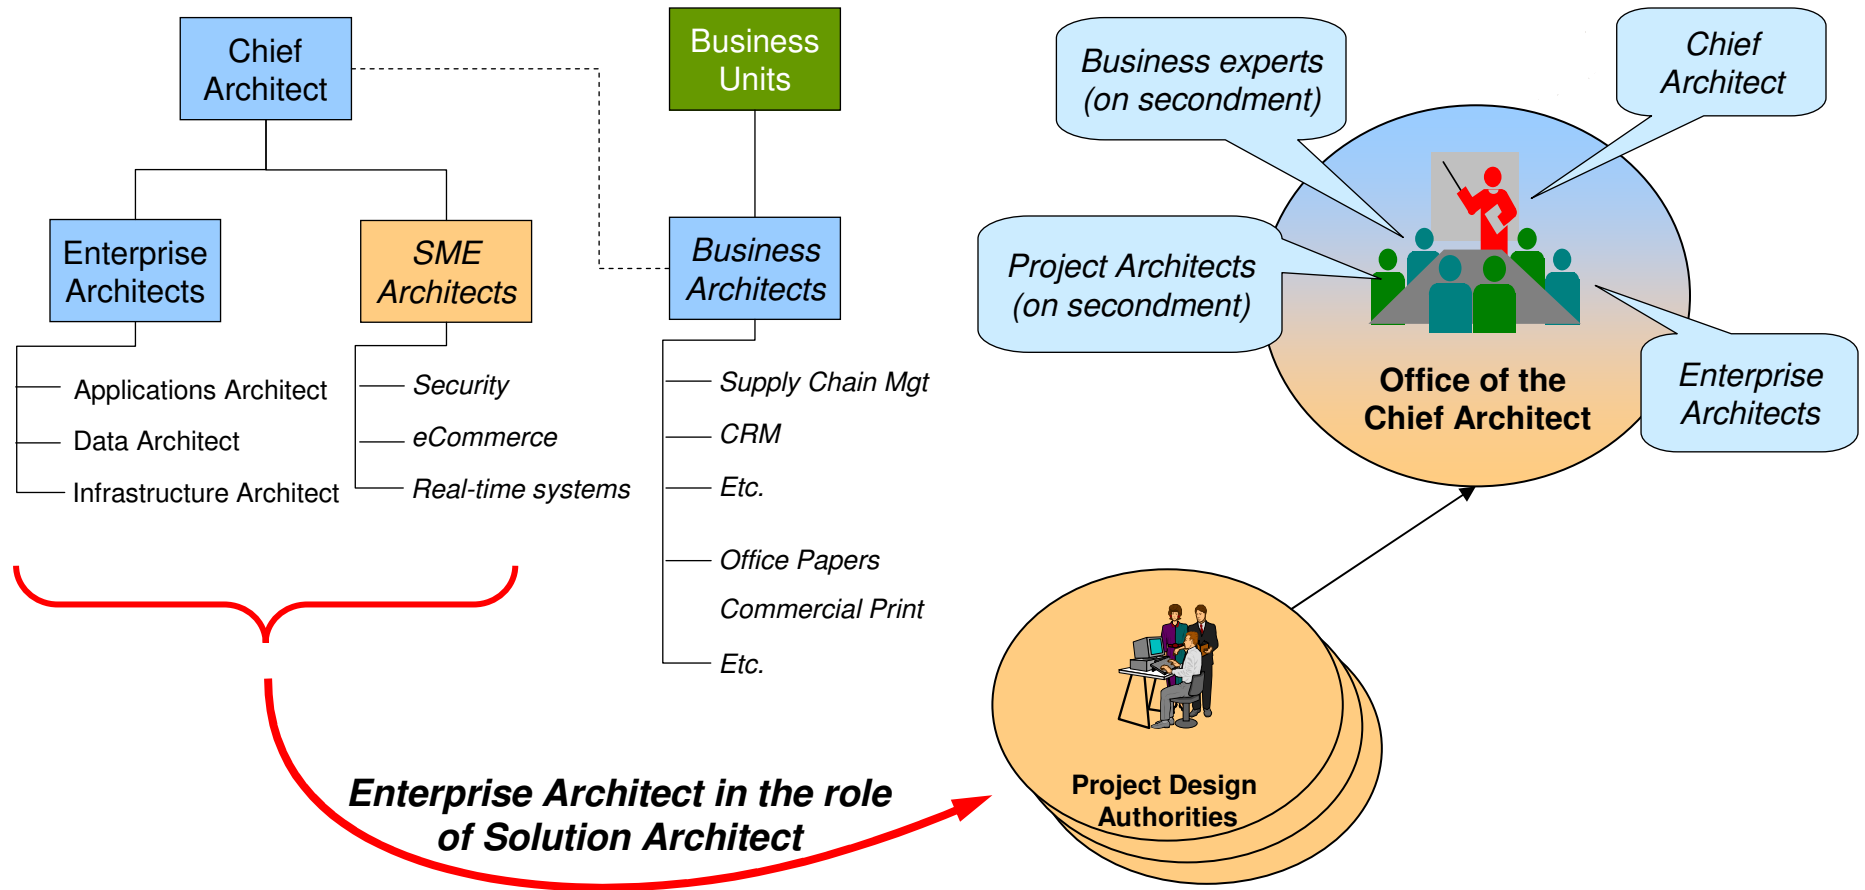 Chief
Architect
Business
Units
Enterprise
Architects
SME
Architects
Business
Architects
Applications Architect
Data Architect
Infrastructure Architect
Security
eCommerce
Real-time systems
Supply Chain Mgt
CRM
Etc.
Office Papers
Commercial Print
Etc.
Enterprise Architect in the role
of Solution Architect
Business experts
(on secondment)
Chief
Architect
Project Architects
(on secondment)
Enterprise
Architects
Office of the
Chief Architect
Project Design
Authorities